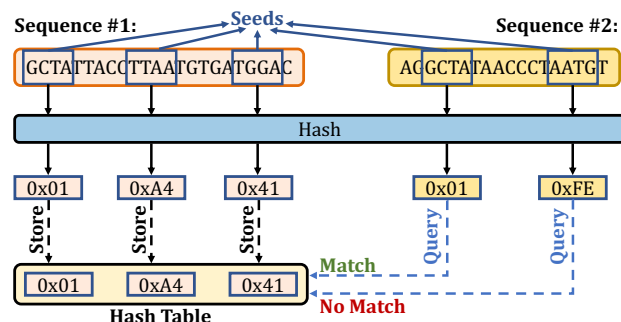 Sequence #1:
Seeds
Sequence #2:
GCTATTACCTTAATGTGATGGAC
AGGCTATAACCCTAATGT
Hash
0x01
0xA4
0x41
0x01
0xFE
Store
Store
Store
Query
Query
Match
No Match
0x01
0xA4
0x41
Hash Table